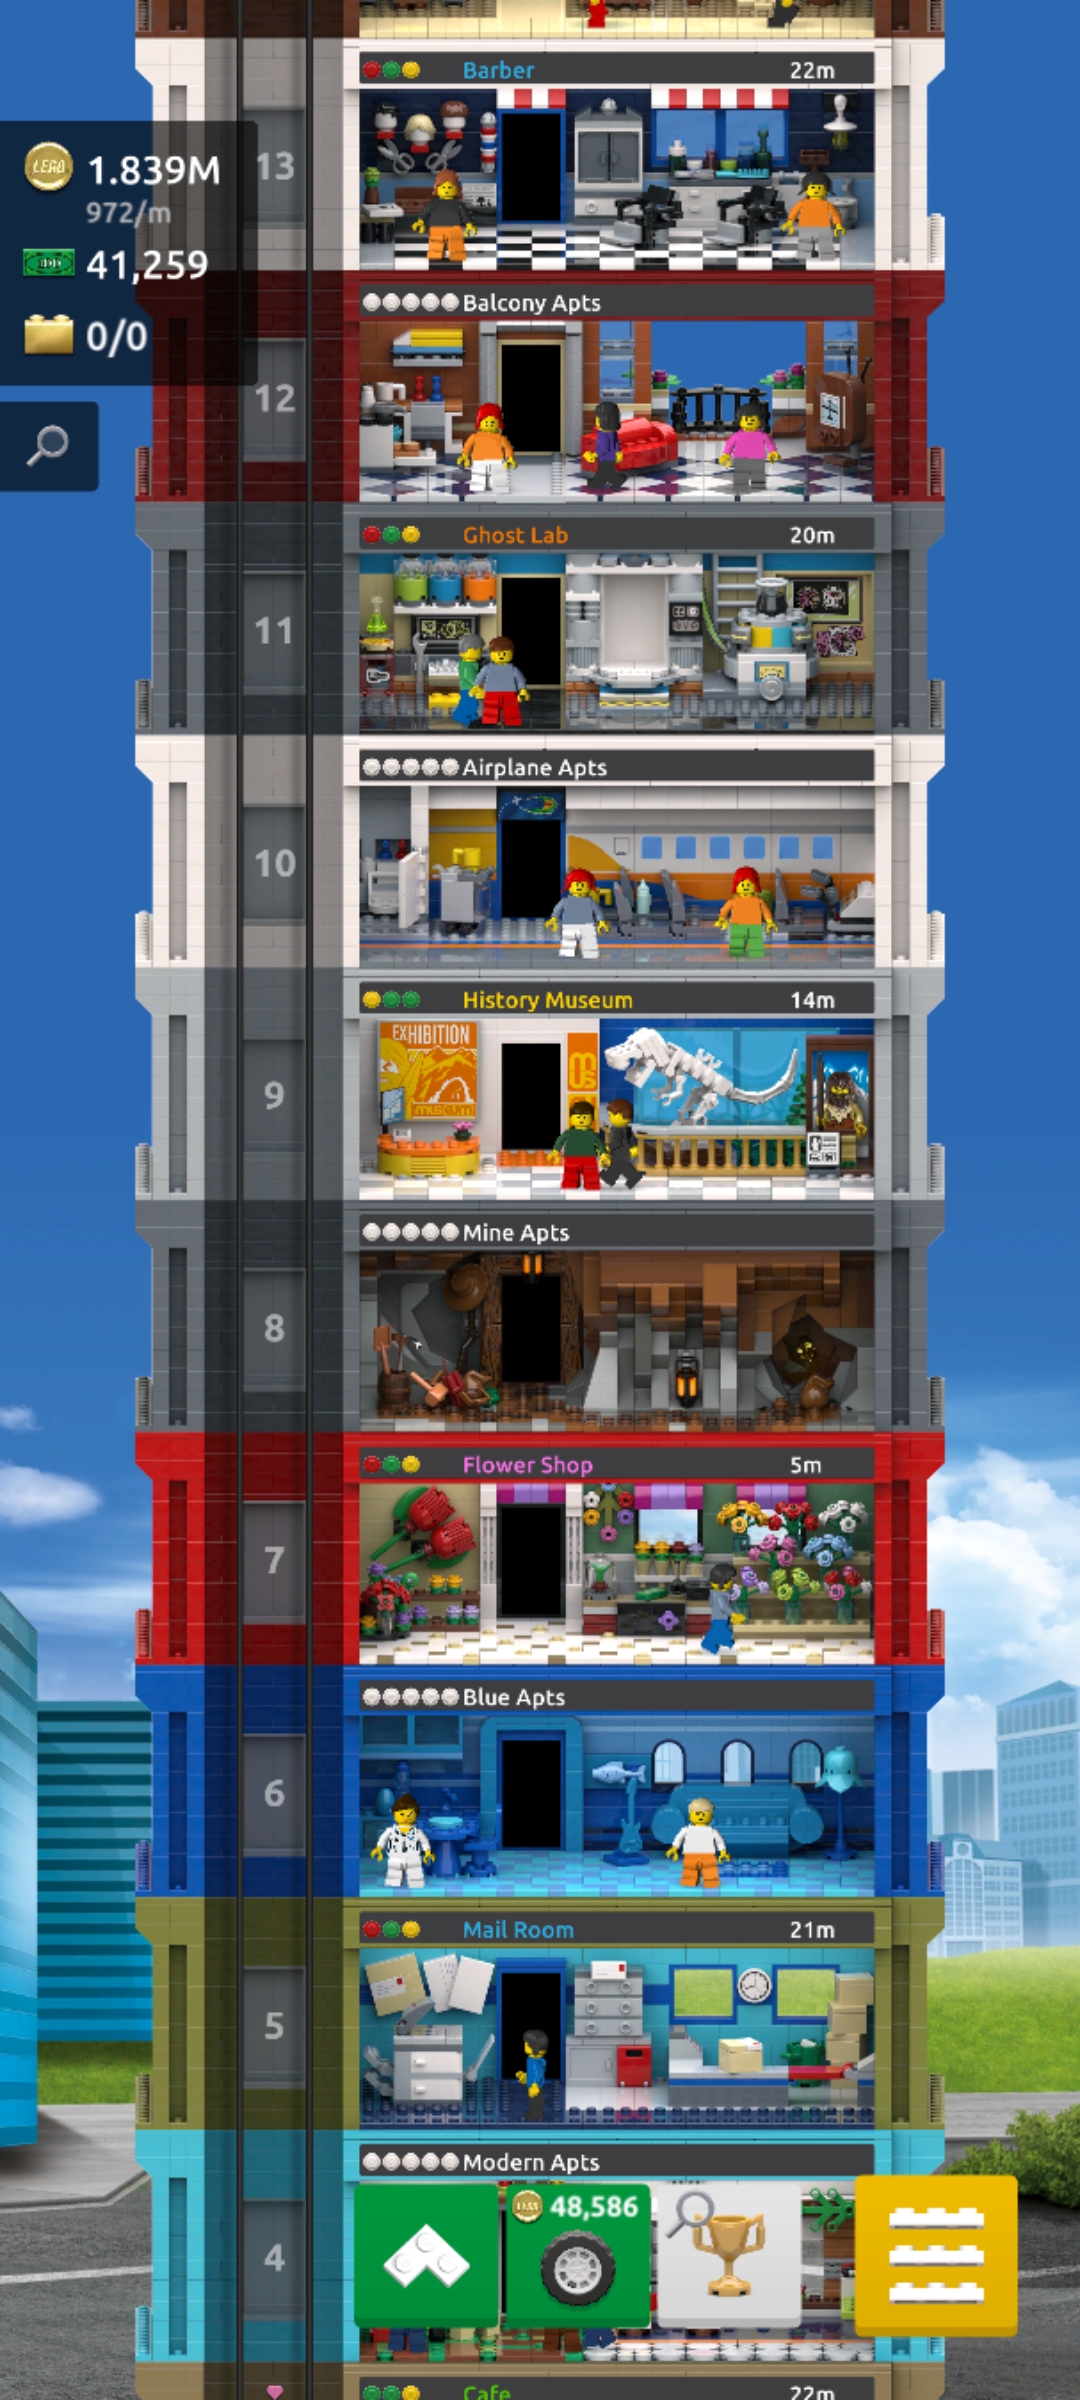 Barber 22m
13
LEGO 1.839M
972/m
41,259
0/0
Balcony Apts
12
Ghost Lab 20m
11
Airplane Apts
10
History Museum 14m
EXHIBITION
museum
9
Mine Apts
8
Flower Shop 5m
7
Blue Apts
6
Mail Room 21m
5
Modern Apts
48,586
4
Cafe 22m